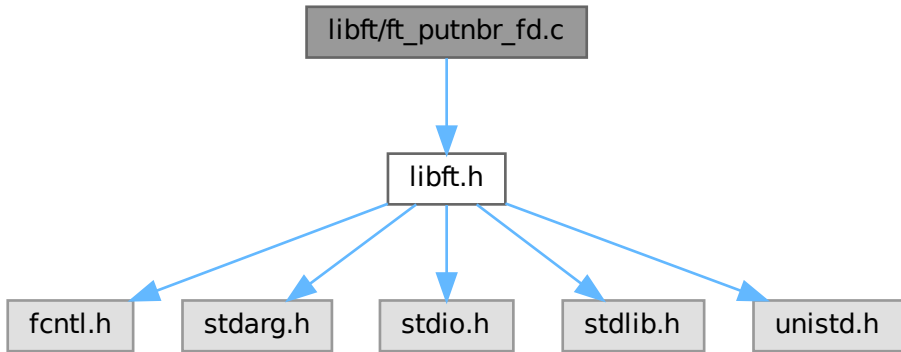 libft/ft_putnbr_fd.c
libft.h
fcntl.h
stdarg.h
stdio.h
stdlib.h
unistd.h